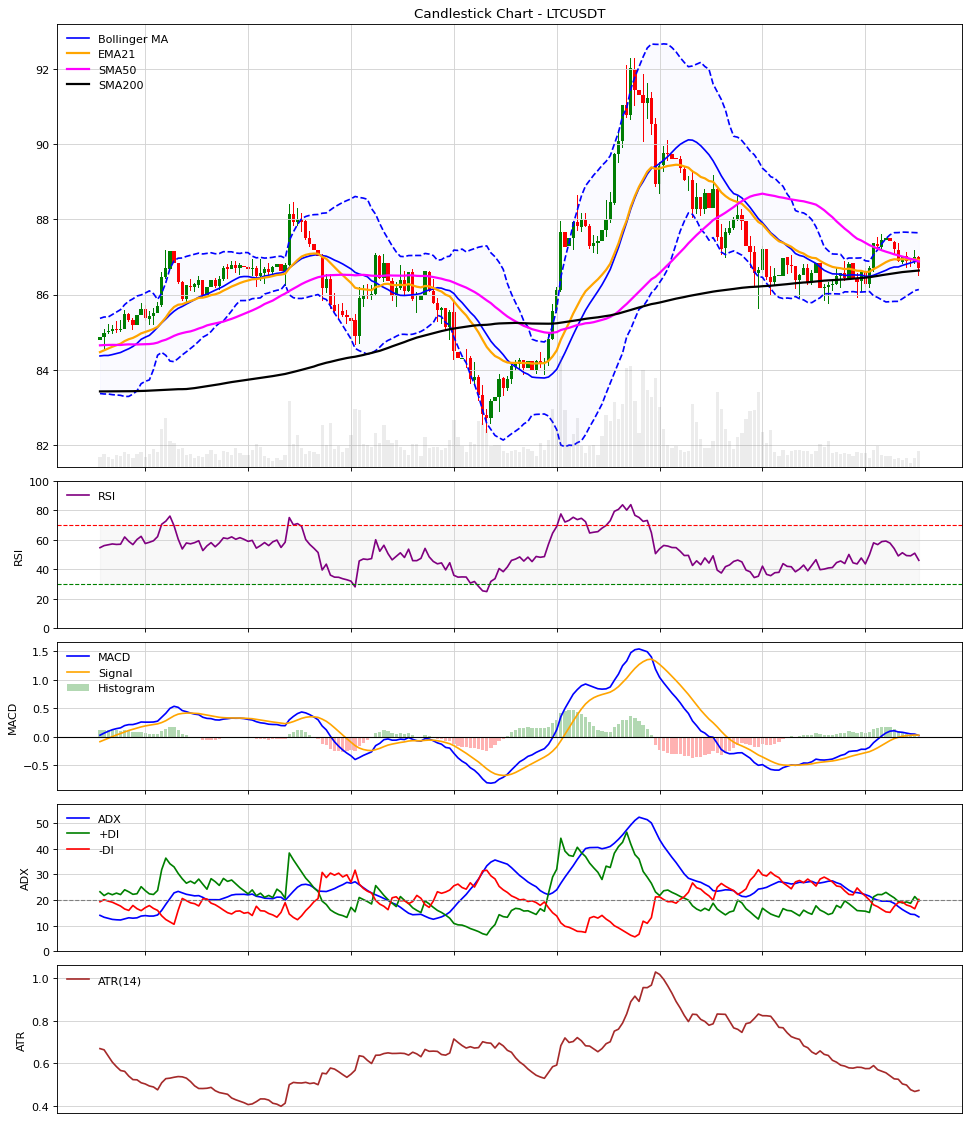 Candlestick Chart - LTCUSDT
Bollinger MA
EMA21
SMA50
SMA200
92
90
88
86
84
82
RSI
RSI
100
80
60
40
20
0
MACD
Signal
Histogram
MACD
1.5
1.0
0.5
0.0
−0.5
ADX
+DI
-DI
ADX
50
40
30
20
10
0
ATR(14)
ATR
1.0
0.8
0.6
0.4